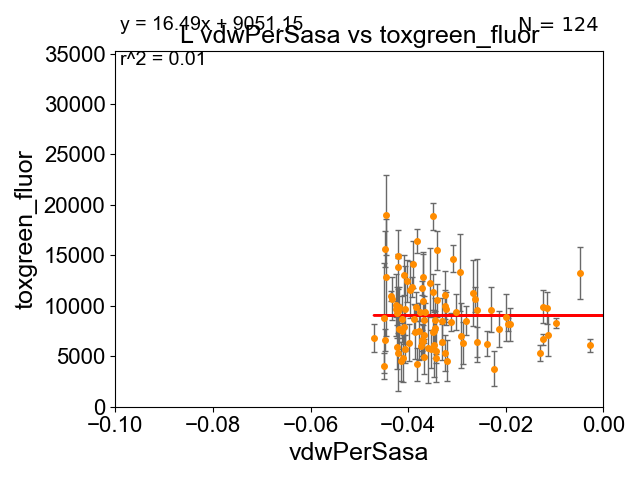 y = 16.49x + 9051.15
N = 124
L vdwPerSasa vs toxgreen_fluor
r^2 = 0.01
35000
30000
25000
20000
15000
10000
5000
0
toxgreen_fluor
−0.10 −0.08 −0.06 −0.04 −0.02 0.00
vdwPerSasa